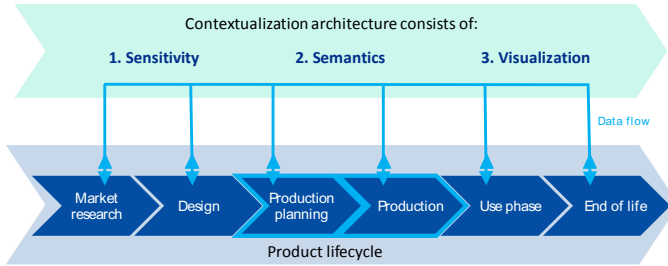 Contextualization architecture consists of:
1. Sensitivity 2. Semantics 3. Visualization
Data flow
Market research Design Production planning Production Use phase End of life
Product lifecycle